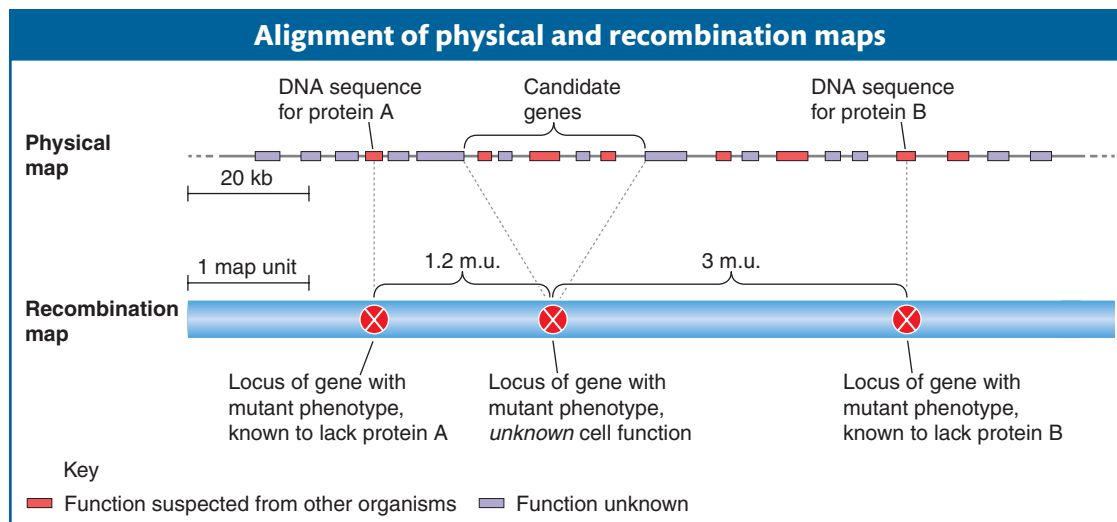 Alignment of physical and recombination maps
DNA sequence
for protein A
Candidate
genes
DNA sequence
for protein B
Physical
map
20 kb
1 map unit
1.2 m.u.
3 m.u.
Recombination
map
Locus of gene with
mutant phenotype,
known to lack protein A
Locus of gene with
mutant phenotype,
unknown cell function
Locus of gene with
mutant phenotype,
known to lack protein B
Key
Function suspected from other organisms
Function unknown